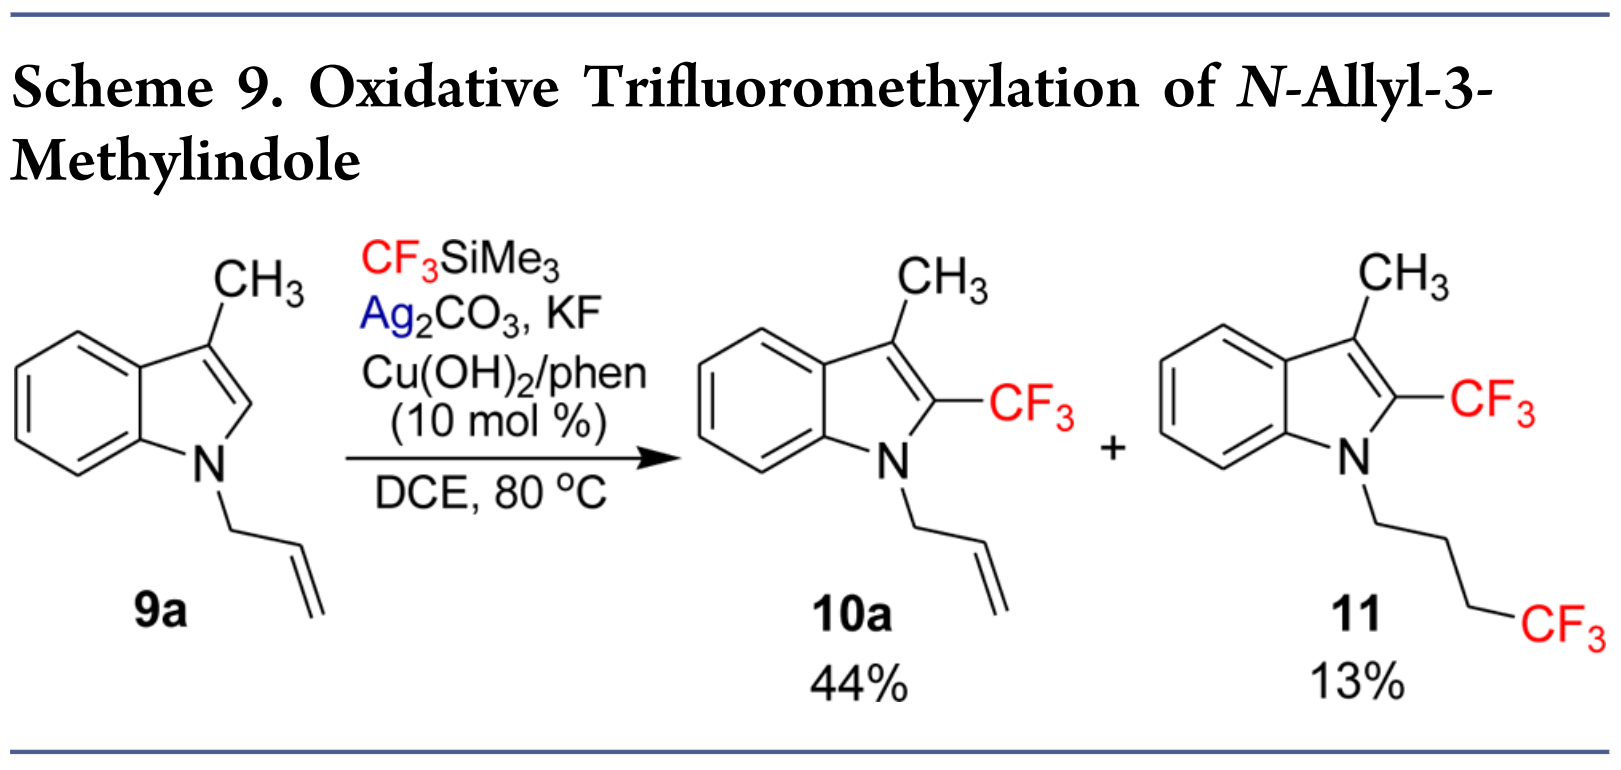 Scheme 9. Oxidative Trifluoromethylation of N-Allyl-3-
Methylindole
CH3
N
9a
CF3SiMe3
Ag2CO3, KF
Cu(OH)2/phen
(10 mol %)
DCE, 80 oC
CH3
CF3
N
10a
44%
+
CH3
CF3
N
CF3
11
13%